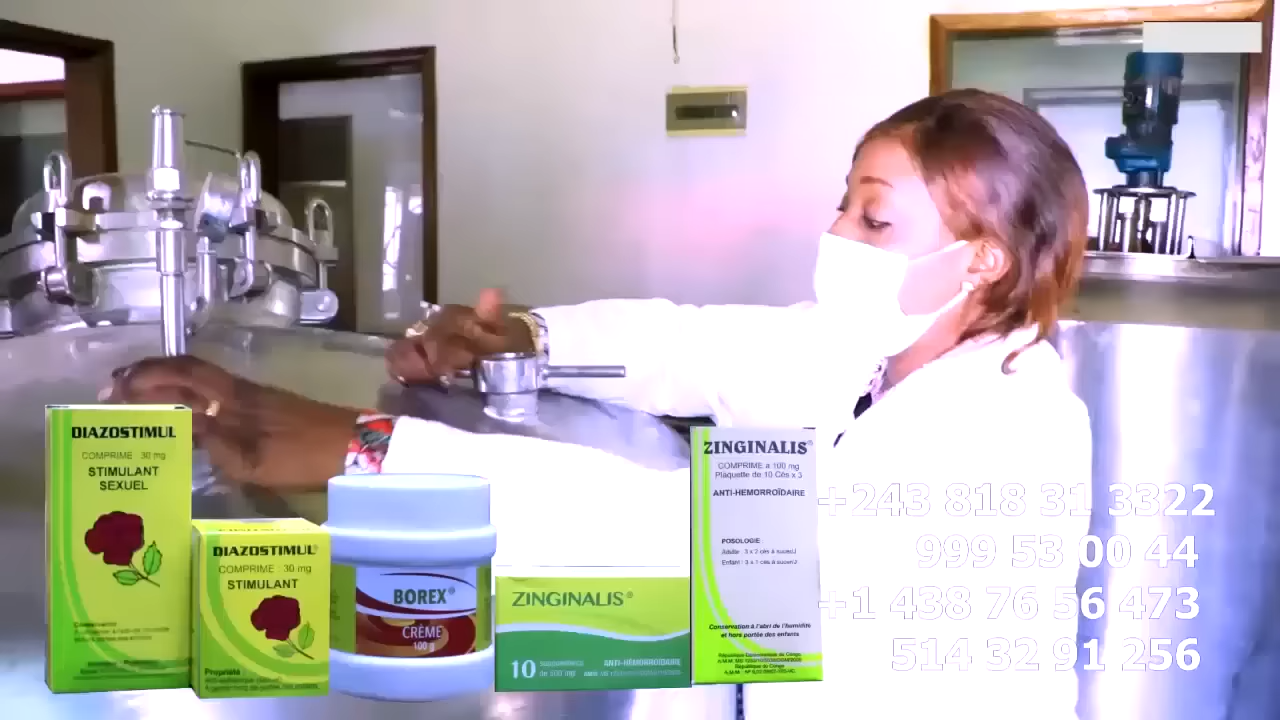 DIAZOSTIMUL
COMPRIME : 30 mg
STIMULANT
SEXUEL
DIAZOSTIMUL®
COMPRIME : 30 mg
STIMULANT
Propriété :
BOREX®
CRÈME
100 g
ZINGINALIS®
10
ANTI-HÉMORROÏDAIRE
ZINGINALIS®
COMPRIME a 100 mg
Plaquette de 10 Cés x 3
ANTI-HEMORROÏDAIRE
POSOLOGIE
Adulte : 3 x 2 cés à sucer/J
Enfant : 3 x 1 cés à sucer/J
Conservation à l'abri de l'humidité
et hors portée des enfants
+243 818 31 3322
999 53 00 44
+1 438 76 56 473
514 32 91 256